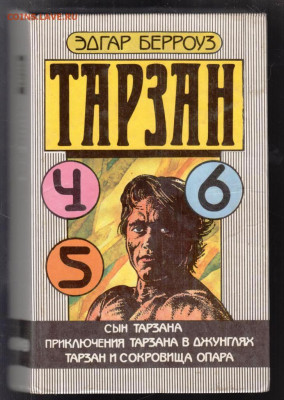 ЭДГАР БЕРРОУЗ
ТАРЗАН
4
6
5
СЫН ТАРЗАНА
ПРИКЛЮЧЕНИЯ ТАРЗАНА В ДЖУНГЛЯХ
ТАРЗАН И СОКРОВИЩА ОПАРА